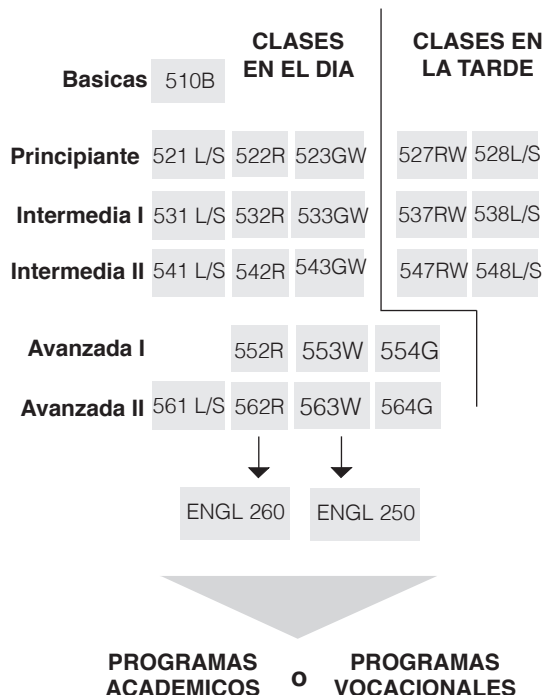 CLASES
EN EL DIA
CLASES EN
LA TARDE
Basicas 510B
Principiante 521 L/S 522R 523GW 527RW 528L/S
Intermedia I 531 L/S 532R 533GW 537RW 538L/S
Intermedia II 541 L/S 542R 543GW 547RW 548L/S
Avanzada I 552R 553W 554G
Avanzada II 561 L/S 562R 563W 564G
ENGL 260 ENGL 250
PROGRAMAS
ACADEMICOS
o
PROGRAMAS
VOCACIONALES